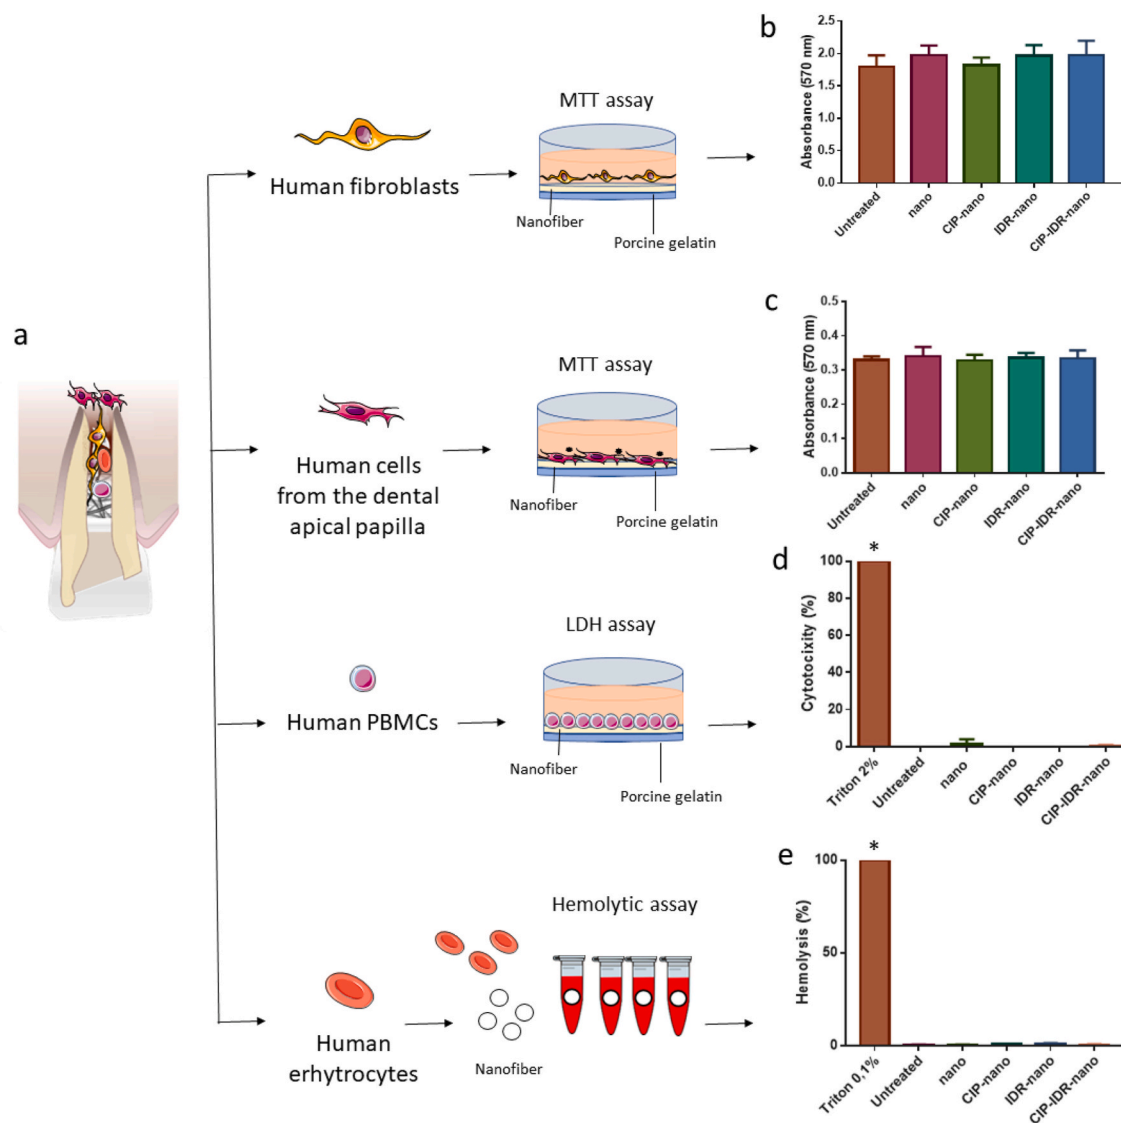 a
Human fibroblasts
MTT assay
Nanofiber
Porcine gelatin
b
Absorbance (570 nm)
2.5
2.0
1.5
1.0
0.5
0.0
Untreated
nano
CIP-nano
IDR-nano
CIP-IDR-nano
Human cells
from the dental
apical papilla
MTT assay
Nanofiber
Porcine gelatin
c
Absorbance (570 nm)
0.5
0.4
0.3
0.2
0.1
0.0
Untreated
nano
CIP-nano
IDR-nano
CIP-IDR-nano
Human PBMCs
LDH assay
Nanofiber
Porcine gelatin
d
Cytotocixity (%)
100
80
60
40
20
0
*
Triton 2%
Untreated
nano
CIP-nano
IDR-nano
CIP-IDR-nano
Human
erhytrocytes
Nanofiber
Hemolytic assay
e
Hemolysis (%)
100
50
0
*
Triton 0,1%
Untreated
nano
CIP-nano
IDR-nano
CIP-IDR-nano